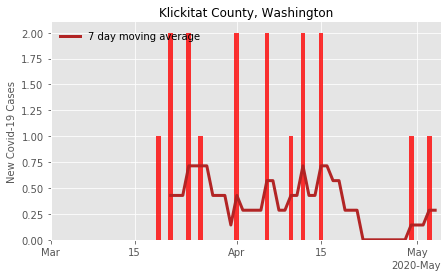 Klickitat County, Washington
7 day moving average
New Covid-19 Cases
2.00
1.75
1.50
1.25
1.00
0.75
0.50
0.25
0.00
Mar 15 Apr 15 May
2020-May